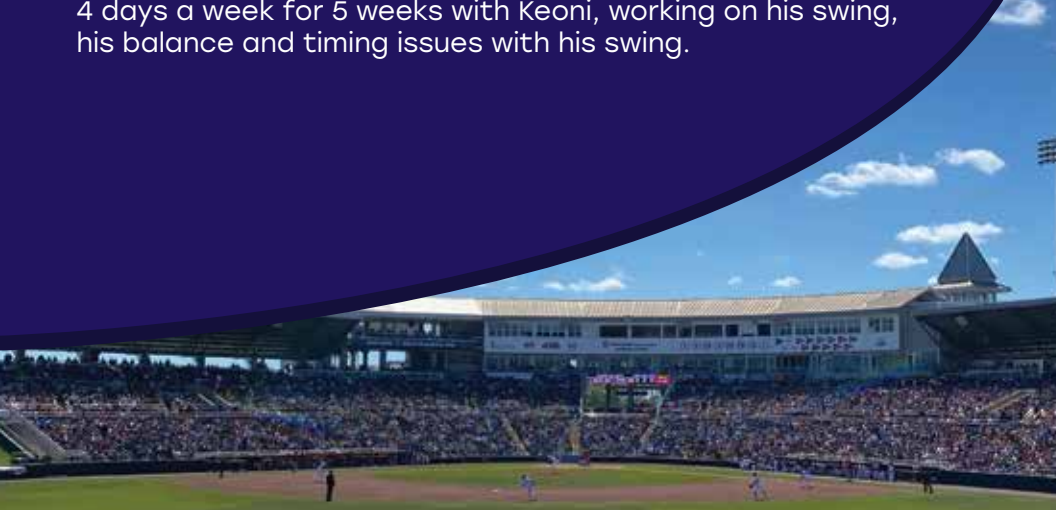 4 days a week for 5 weeks with Keoni, working on his swing,
his balance and timing issues with his swing.